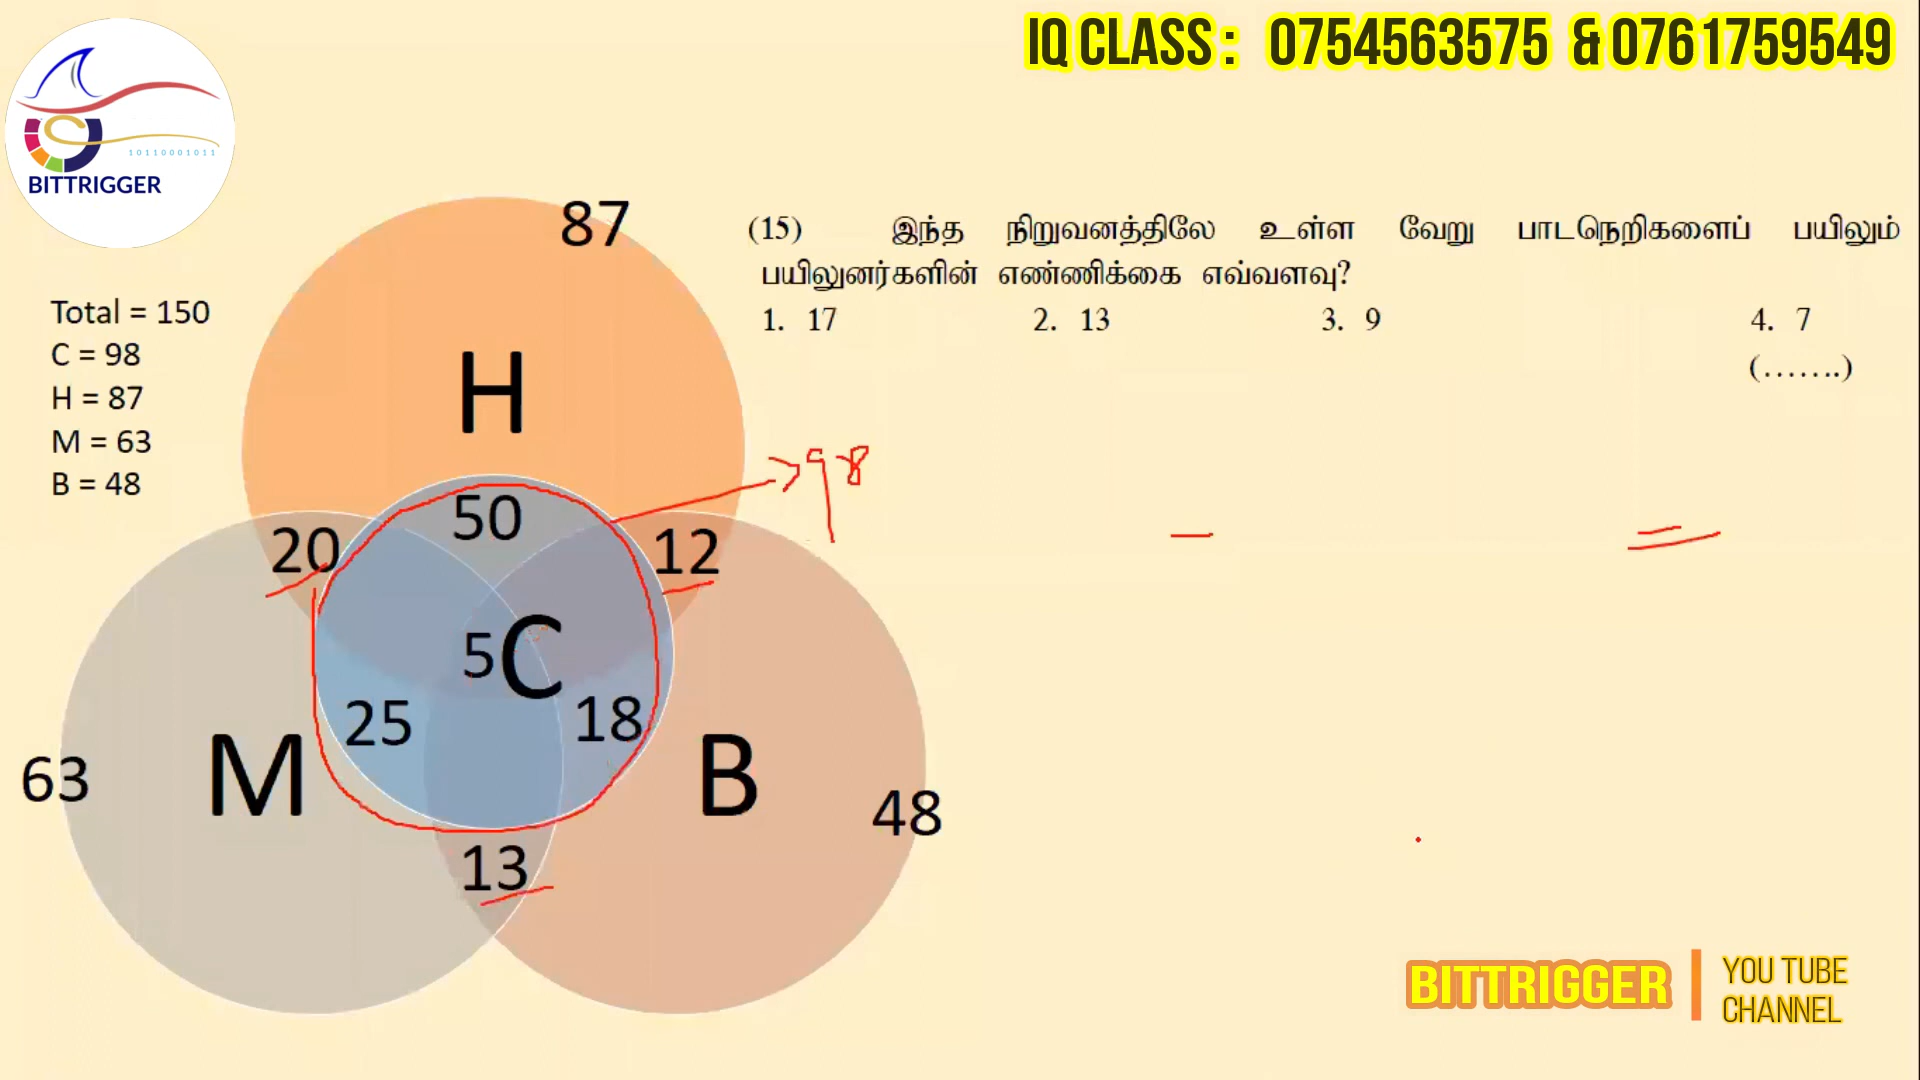 IQ CLASS : 0754563575 & 0761759549
10110001011
BITTRIGGER
87
(15) இந்த நிறுவனத்திலே உள்ள வேறு பாடநெறிகளைப் பயிலும்
பயிலுனர்களின் எண்ணிக்கை எவ்வளவு?
1. 17 2. 13 3. 9 4. 7
(.......)
Total = 150
C = 98
H = 87
M = 63
B = 48
H
98
50
20
12
5
C
25
18
M
B
63
48
13
BITTRIGGER
YOU TUBE
CHANNEL